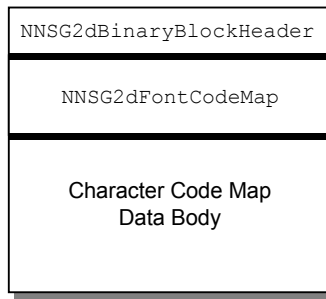 NNSG2dBinaryBlockHeader
NNSG2dFontCodeMap
Character Code Map
Data Body